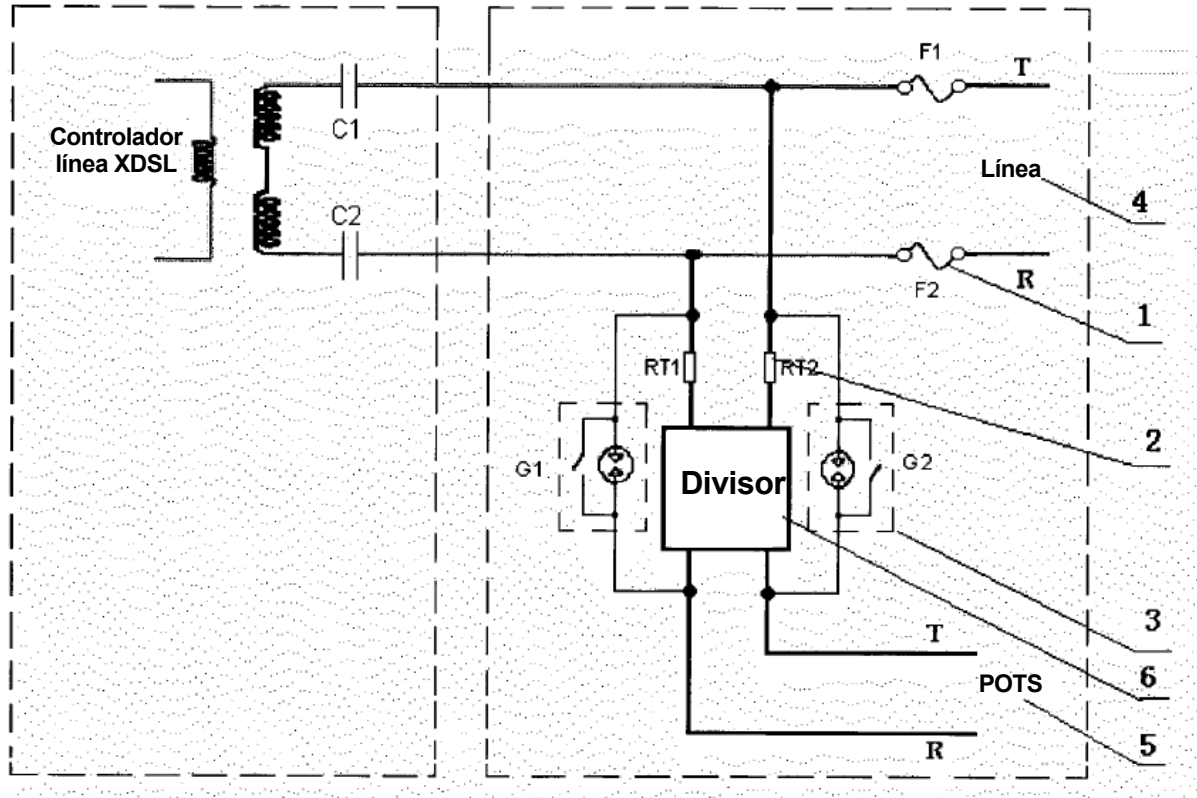 F1
T
C1
Controlador
línea XDSL
Línea
4
C2
F2
R
1
RT1
RT2
2
G1
Divisor
G2
3
T
POTS
6
5
R